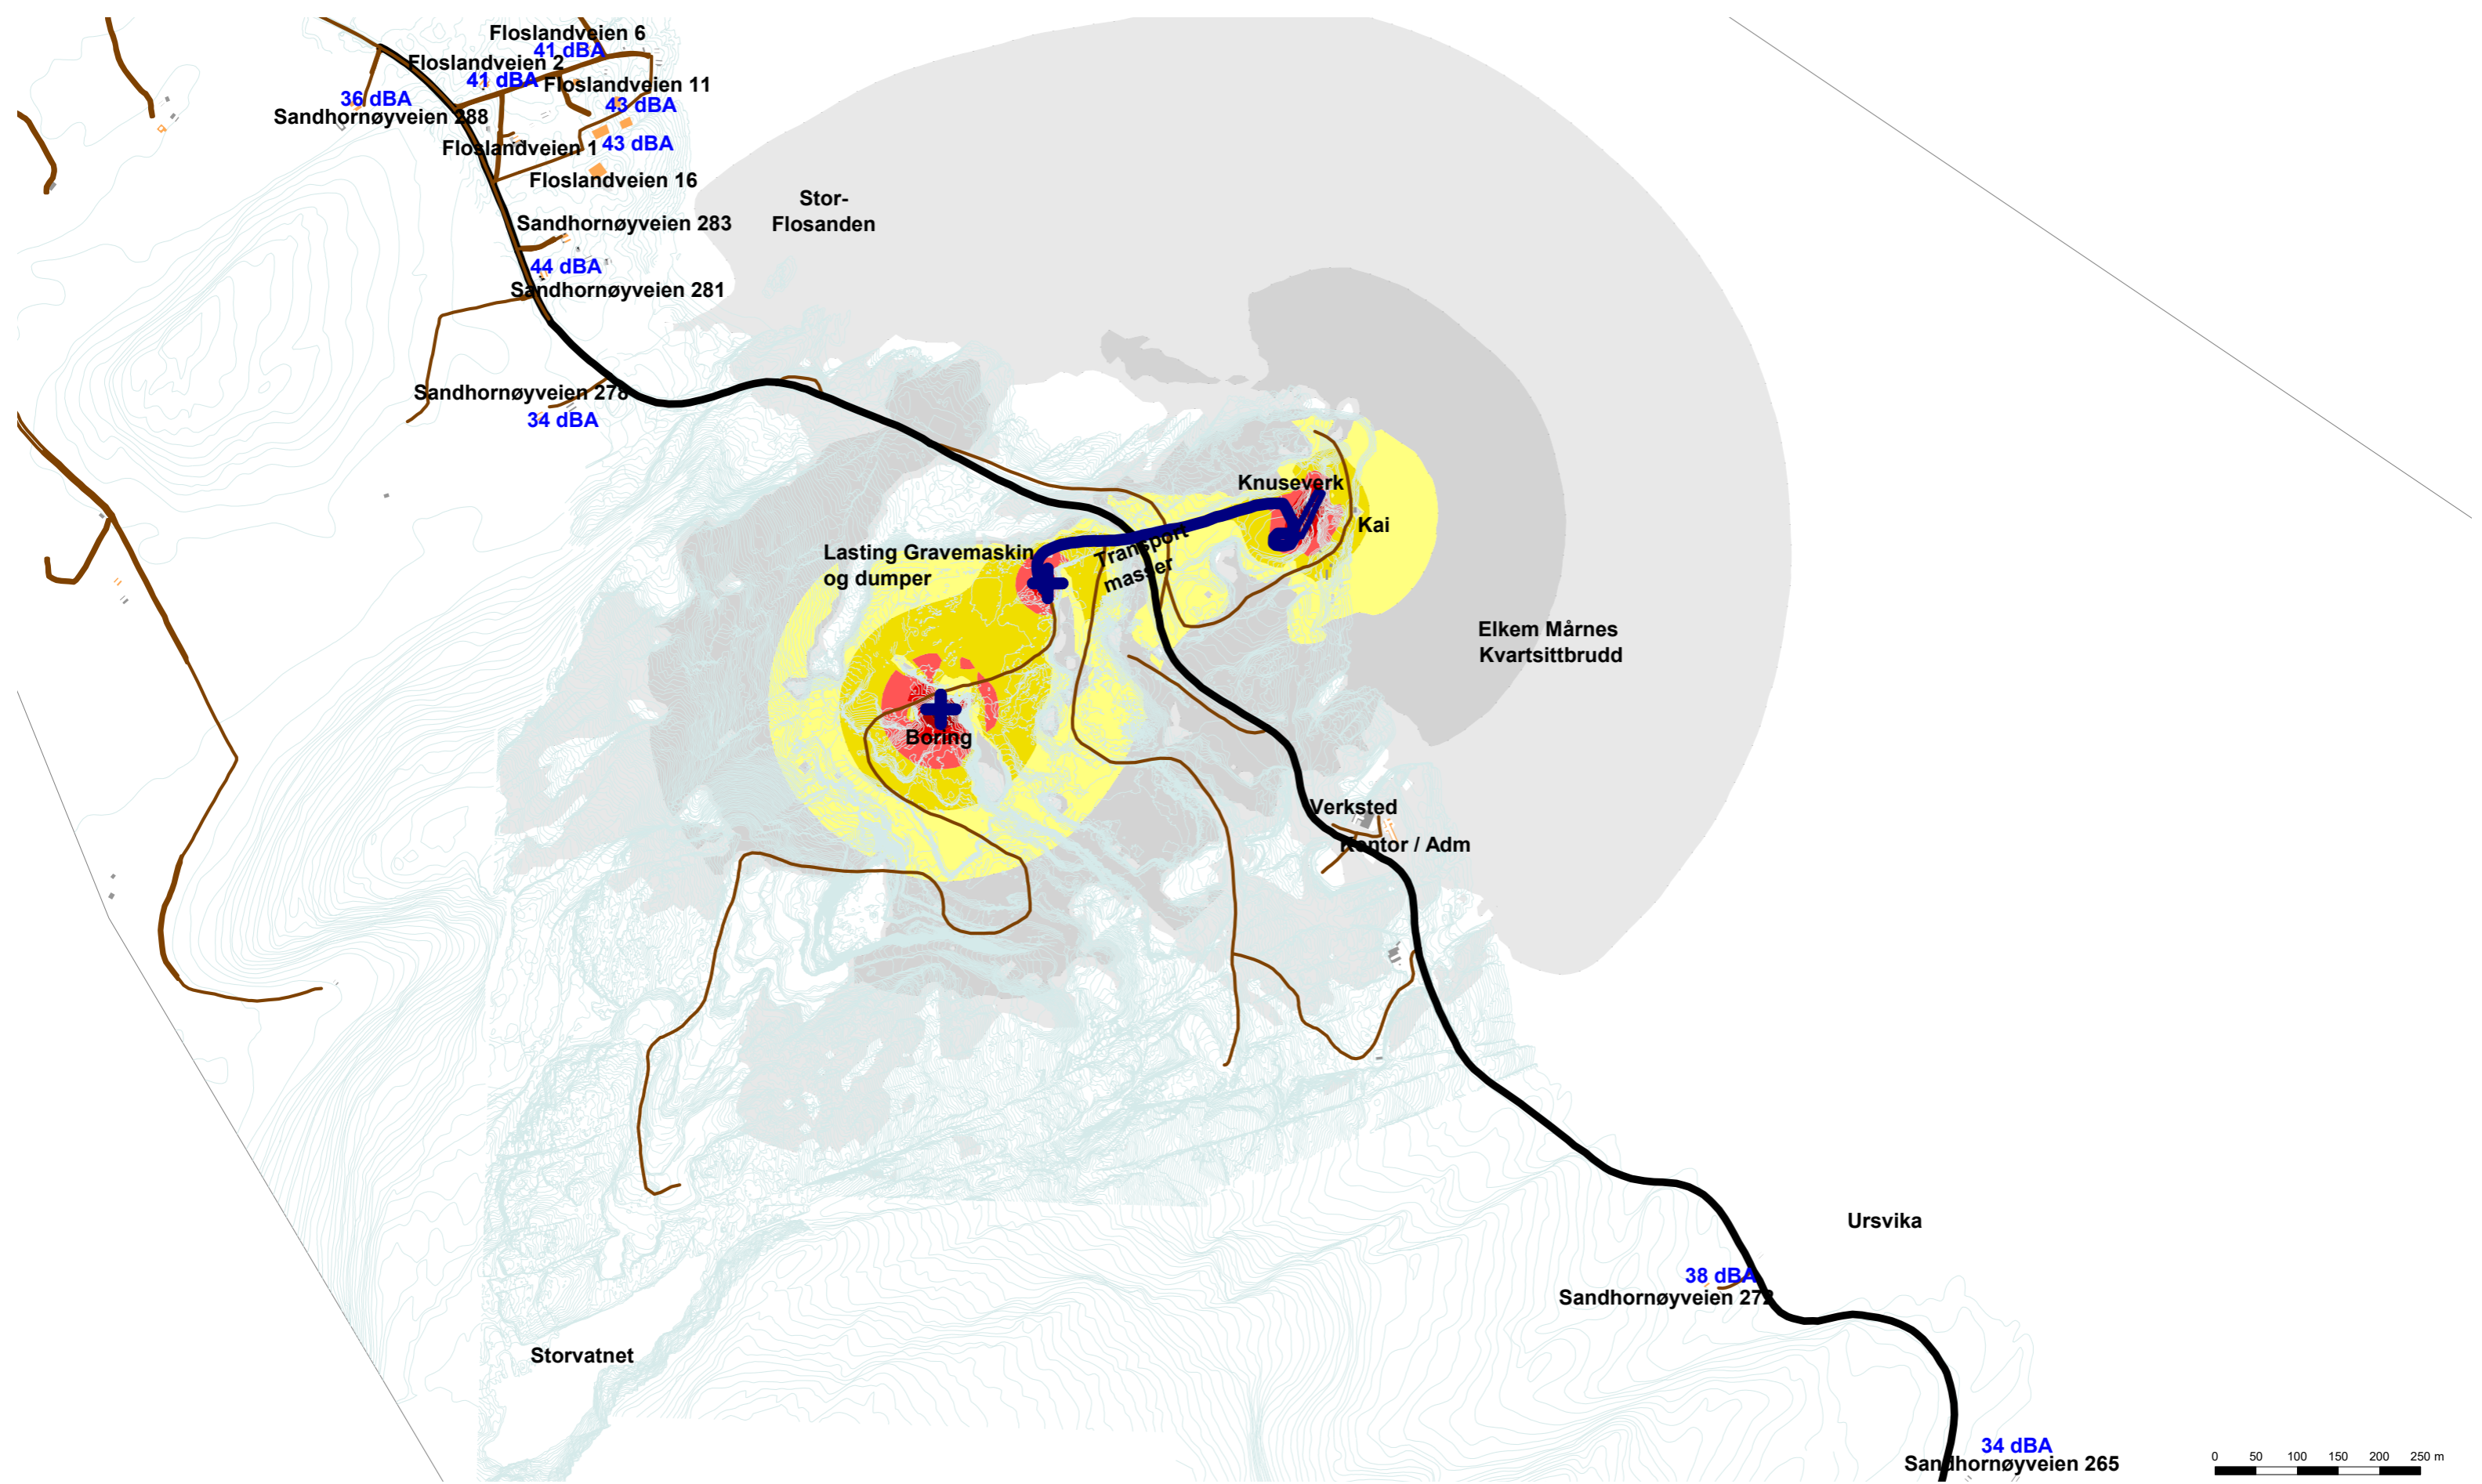 Floslandveien 6
41 dBA
Floslandveien 2
41 dBA
Floslandveien 11
36 dBA
43 dBA
Sandhornøyveien 288
Floslandveien 1
43 dBA
Floslandveien 16
Stor-
Flosanden
Sandhornøyveien 283
44 dBA
Sandhornøyveien 281
Sandhornøyveien 278
34 dBA
Knuseverk
Kai
Lasting Gravemaskin
og dumper
Transport
masser
Elkem Mårnes
Kvartsittbrudd
Boring
Verksted
Kontor / Adm
Ursvika
38 dBA
Sandhornøyveien 272
Storvatnet
34 dBA
Sandhornøyveien 265
0 50 100 150 200 250 m